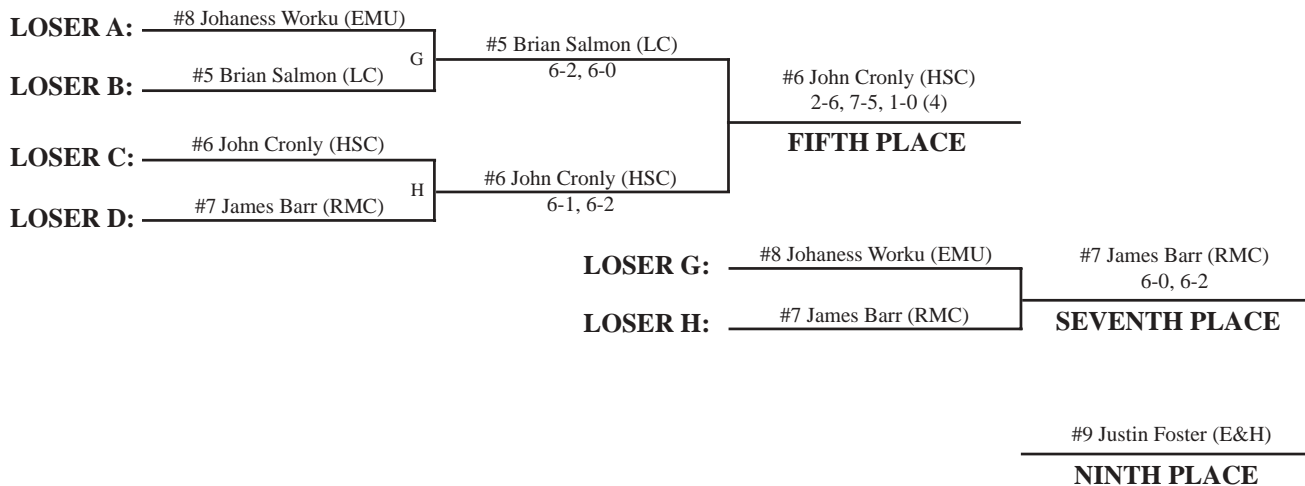 LOSER A: #8 Johaness Worku (EMU)
G
LOSER B: #5 Brian Salmon (LC)
#5 Brian Salmon (LC)
6-2, 6-0
LOSER C: #6 John Cronly (HSC)
H
LOSER D: #7 James Barr (RMC)
#6 John Cronly (HSC)
6-1, 6-2
#6 John Cronly (HSC)
2-6, 7-5, 1-0 (4)
FIFTH PLACE
LOSER G: #8 Johaness Worku (EMU)
LOSER H: #7 James Barr (RMC)
#7 James Barr (RMC)
6-0, 6-2
SEVENTH PLACE
#9 Justin Foster (E&H)
NINTH PLACE